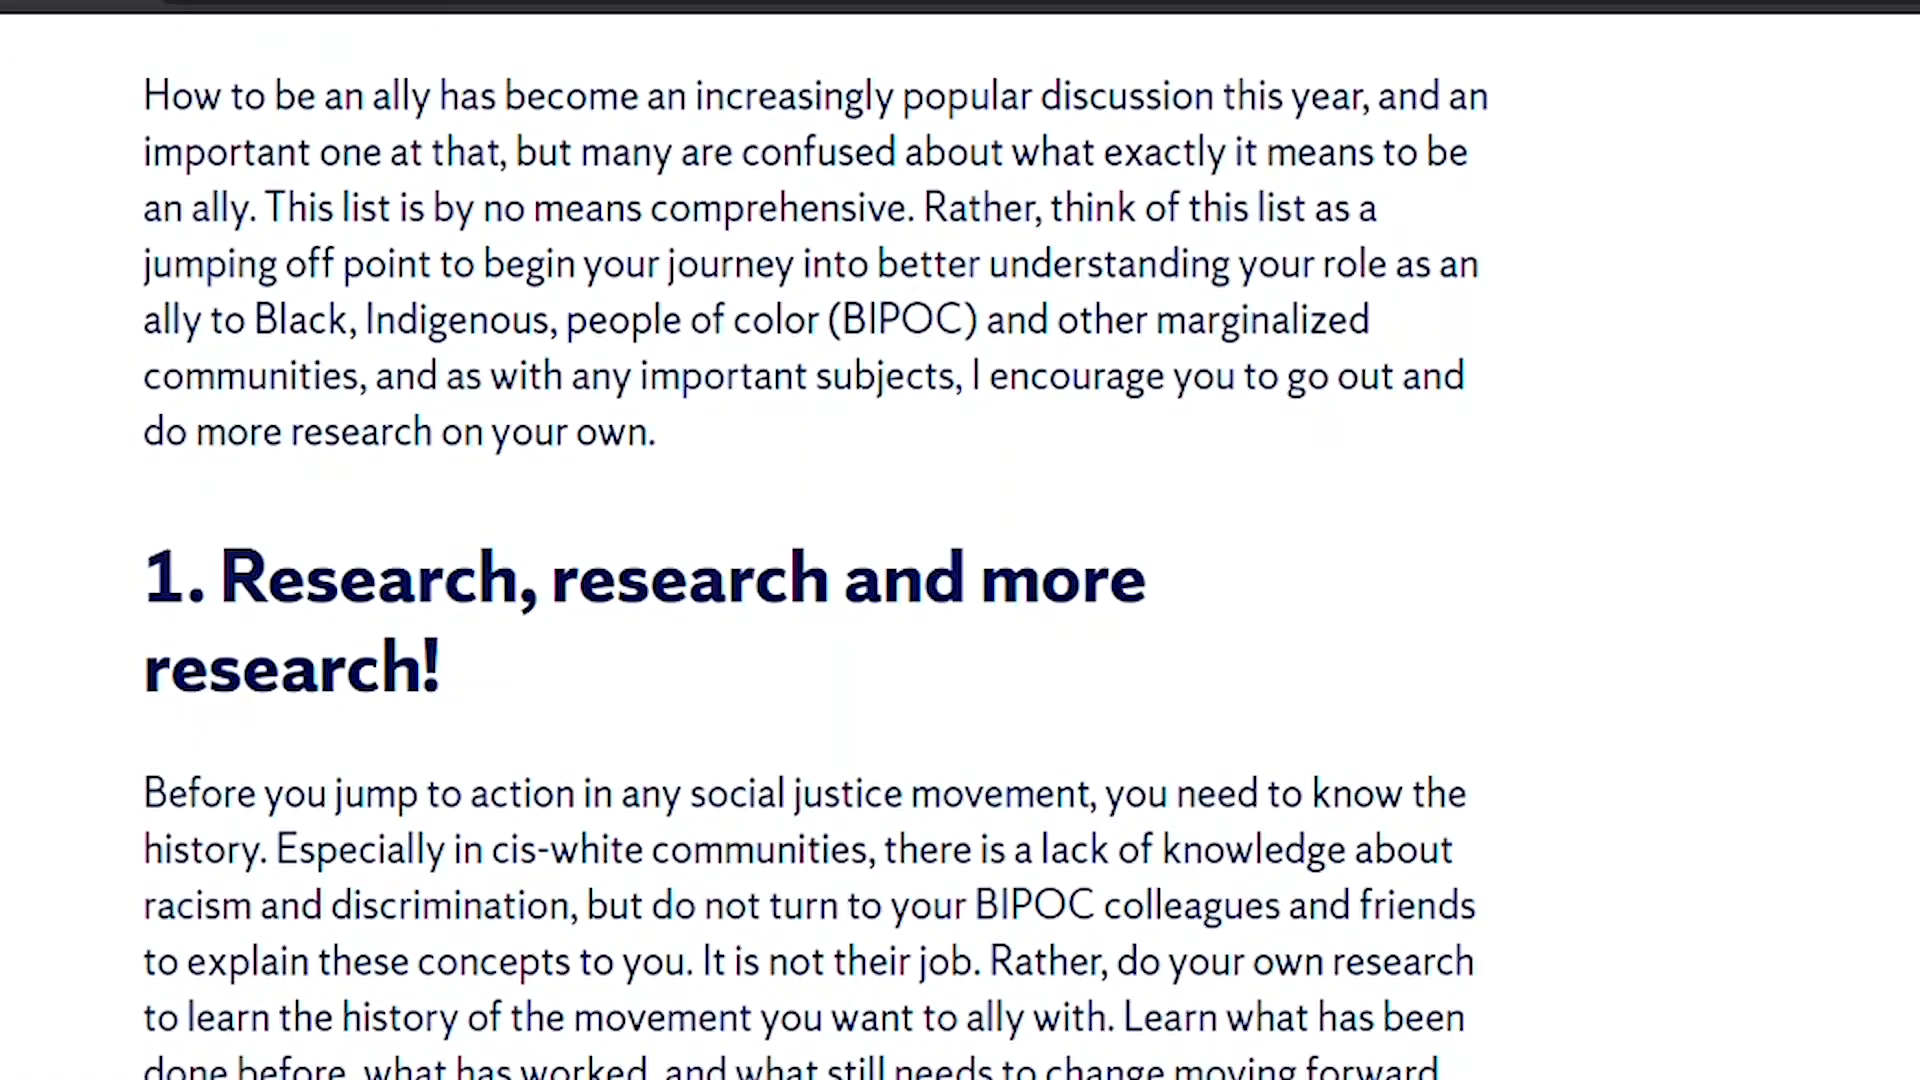 How to be an ally has become an increasingly popular discussion this year, and an
important one at that, but many are confused about what exactly it means to be
an ally. This list is by no means comprehensive. Rather, think of this list as a
jumping off point to begin your journey into better understanding your role as an
ally to Black, Indigenous, people of color (BIPOC) and other marginalized
communities, and as with any important subjects, I encourage you to go out and
do more research on your own.
1. Research, research and more
research!
Before you jump to action in any social justice movement, you need to know the
history. Especially in cis-white communities, there is a lack of knowledge about
racism and discrimination, but do not turn to your BIPOC colleagues and friends
to explain these concepts to you. It is not their job. Rather, do your own research
to learn the history of the movement you want to ally with. Learn what has been
done before, what has worked, and what still needs to change moving forward.